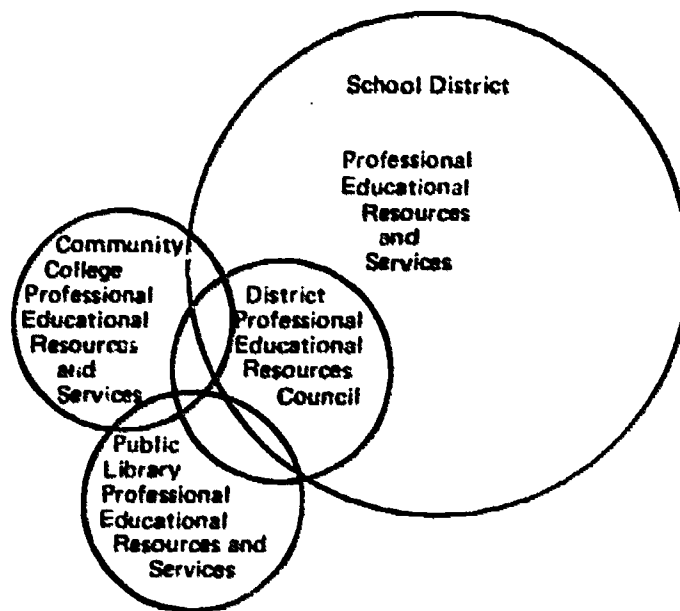 School District
Professional
Educational
Resources
and
Services
Community
College
Professional
Educational
Resources
and
Services
District
Professional
Educational
Resources
Council
Public
Library
Professional
Educational
Resources and
Services